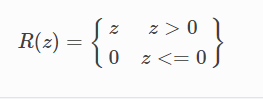 R(z) = { z z > 0
0 z <= 0 }